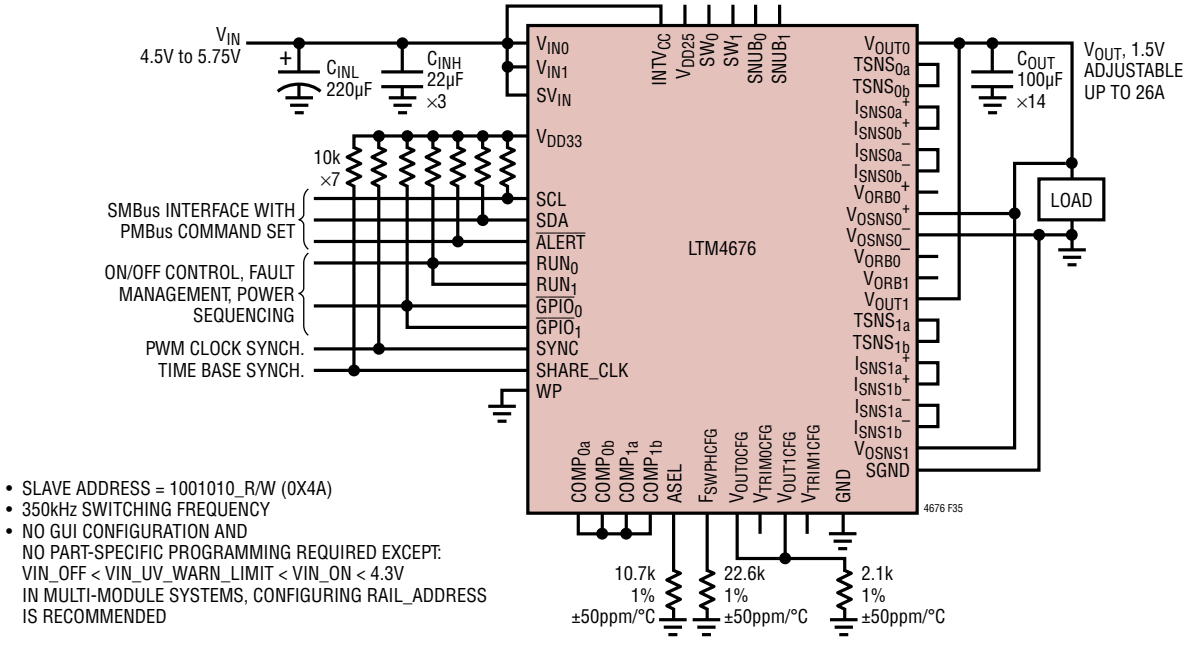 V_IN
4.5V to 5.75V
+
C_INL
220µF
C_INH
22µF
×3
10k
×7
SMBus INTERFACE WITH
PMBus COMMAND SET
ON/OFF CONTROL, FAULT
MANAGEMENT, POWER
SEQUENCING
PWM CLOCK SYNCH.
TIME BASE SYNCH.
V_IN0
V_IN1
SV_IN
V_DD33
SCL
SDA
ALERT
RUN_0
RUN_1
GPIO_0
GPIO_1
SYNC
SHARE_CLK
WP
INTV_CC
V_DD25
SW_0
SW_1
SNUB_0
SNUB_1
LTM4676
V_OUT0
TSNS_0a
TSNS_0b
I_SNS0a+
I_SNS0b+
I_SNS0a–
I_SNS0b–
V_ORB0+
V_OSNS0+
V_OSNS0–
V_ORB0–
V_ORB1
V_OUT1
TSNS_1a
TSNS_1b
I_SNS1a+
I_SNS1b+
I_SNS1a–
I_SNS1b–
V_OSNS1
SGND
C_OUT
100µF
×14
V_OUT, 1.5V
ADJUSTABLE
UP TO 26A
LOAD
COMP_0a
COMP_0b
COMP_1a
COMP_1b
ASEL
F_SWPHCFG
V_OUT0CFG
V_TRIM0CFG
V_OUT1CFG
V_TRIM1CFG
GND
4676 F35
10.7k
1%
±50ppm/°C
22.6k
1%
±50ppm/°C
2.1k
1%
±50ppm/°C
• SLAVE ADDRESS = 1001010_R/W (0X4A)
• 350kHz SWITCHING FREQUENCY
• NO GUI CONFIGURATION AND
NO PART-SPECIFIC PROGRAMMING REQUIRED EXCEPT:
VIN_OFF < VIN_UV_WARN_LIMIT < VIN_ON < 4.3V
IN MULTI-MODULE SYSTEMS, CONFIGURING RAIL_ADDRESS
IS RECOMMENDED